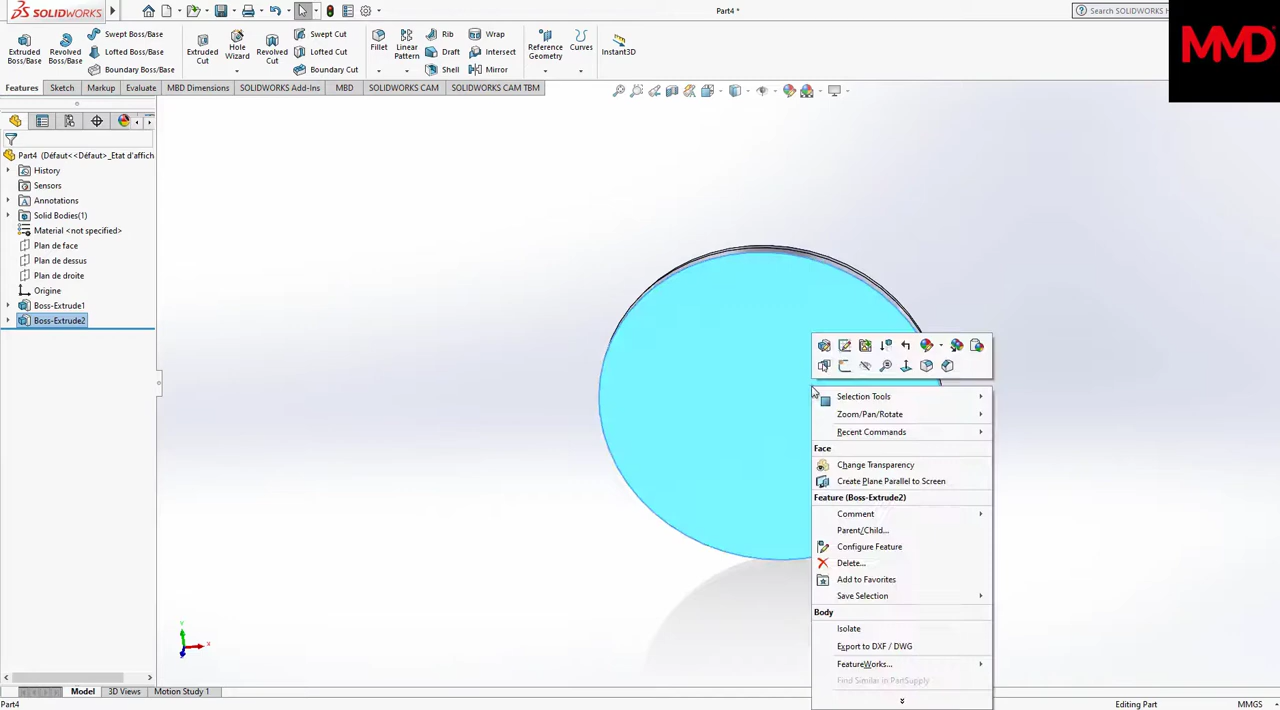 SOLIDWORKS
Part4 *
Search SOLIDWORKS
MMD
Extruded Boss/Base
Revolved Boss/Base
Swept Boss/Base
Lofted Boss/Base
Boundary Boss/Base
Extruded Cut
Hole Wizard
Revolved Cut
Swept Cut
Lofted Cut
Boundary Cut
Fillet
Linear Pattern
Rib
Draft
Shell
Wrap
Intersect
Mirror
Reference Geometry
Curves
Instant3D
Features Sketch Markup Evaluate MBD Dimensions SOLIDWORKS Add-Ins MBD SOLIDWORKS CAM SOLIDWORKS CAM TBM
Part4 (Défaut<<Défaut>_Etat d'affich
History
Sensors
Annotations
Solid Bodies(1)
Material <not specified>
Plan de face
Plan de dessus
Plan de droite
Origine
Boss-Extrude1
Boss-Extrude2
Selection Tools
Zoom/Pan/Rotate
Recent Commands
Face
Change Transparency
Create Plane Parallel to Screen
Feature (Boss-Extrude2)
Comment
Parent/Child...
Configure Feature
Delete...
Add to Favorites
Save Selection
Body
Isolate
Export to DXF / DWG
FeatureWorks...
Find Similar in PartSupply
Y
X
Model 3D Views Motion Study 1
Part4 Editing Part MMGS